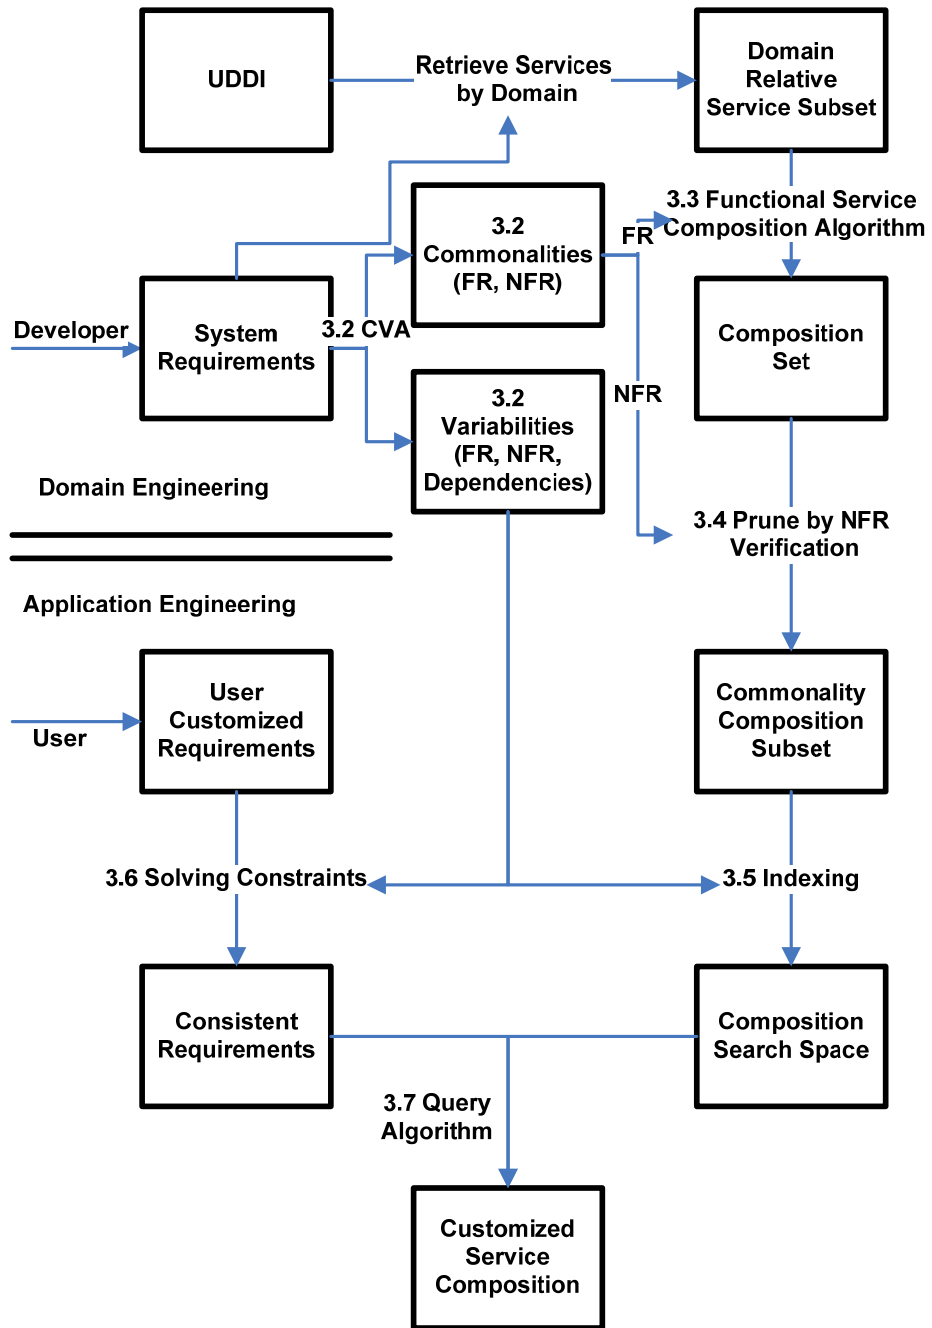 UDDI
Retrieve Services
by Domain
Domain
Relative
Service Subset
3.2
Commonalities
(FR, NFR)
FR
3.3 Functional Service
Composition Algorithm
Developer
System
Requirements
3.2 CVA
Composition
Set
3.2
Variabilities
(FR, NFR,
Dependencies)
NFR
Domain Engineering
3.4 Prune by NFR
Verification
Application Engineering
User
User
Customized
Requirements
Commonality
Composition
Subset
3.6 Solving Constraints
3.5 Indexing
Consistent
Requirements
Composition
Search Space
3.7 Query
Algorithm
Customized
Service
Composition